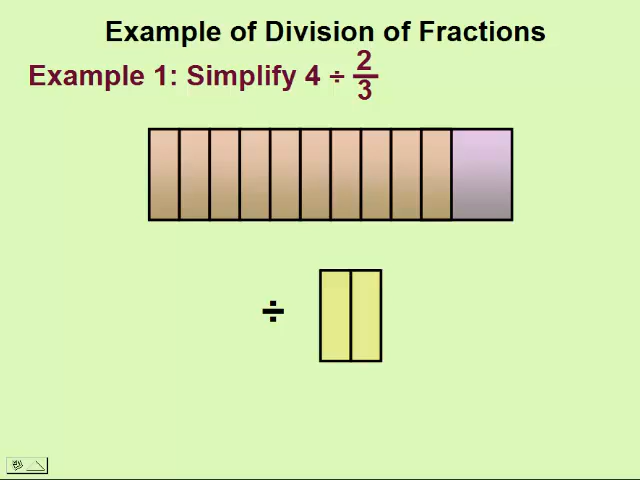 Example of Division of Fractions
Example 1: Simplify 4 ÷ 2/3
÷